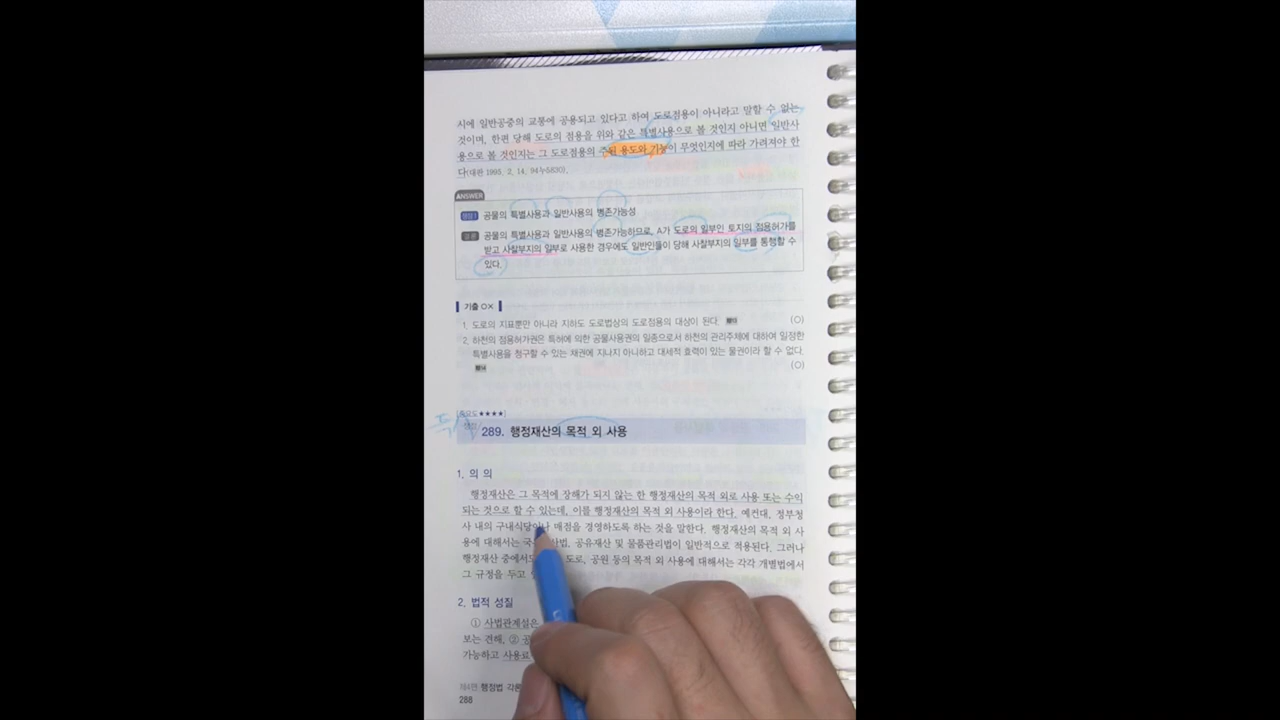 시에 일반공중의 교통에 공용되고 있다고 하여 도로점용이 아니라고 말할 수 없는
것이며, 한편 당해 도로의 점용을 위와 같은 특별사용으로 볼 것인지 아니면 일반사
용으로 볼 것인지는 그 도로점용의 주된 용도와 기능이 무엇인지에 따라 가려져야 한
다(대판 1995. 2. 14, 94누5830).
ANSWER
쟁점1 공물의 특별사용과 일반사용의 병존가능성
결론 공물의 특별사용과 일반사용의 병존가능하므로, A가 도로의 일부인 토지의 점용허가를
받고 사찰부지의 일부로 사용한 경우에도 일반인들이 당해 사찰부지의 일부를 통행할 수
있다.
기출 OX
1. 도로의 지표뿐만 아니라 지하도 도로법상의 도로점용의 대상이 된다. (O)
2. 하천의 점용허가권은 특허에 의한 공물사용권의 일종으로서 하천의 관리주체에 대하여 일정한
특별사용을 청구할 수 있는 채권에 지나지 아니하고 대세적 효력이 있는 물권이라 할 수 없다.
(O)
[중요도 ★★★★]
쟁점 289. 행정재산의 목적 외 사용
1. 의 의
행정재산은 그 목적에 장해가 되지 않는 한 행정재산의 목적 외로 사용 또는 수익
되는 것으로 할 수 있는데, 이를 행정재산의 목적 외 사용이라 한다. 예컨대, 정부청
사 내의 구내식당이나 매점을 경영하도록 하는 것을 말한다. 행정재산의 목적 외 사
용에 대해서는 국 법, 공유재산 및 물품관리법이 일반적으로 적용된다. 그러나
행정재산 중에서도 도로, 공원 등의 목적 외 사용에 대해서는 각각 개별법에서
그 규정을 두고
2. 법적 성질
① 사법관계설은
보는 견해, ②
가능하고 사용료
제4편 행정법 각론
288